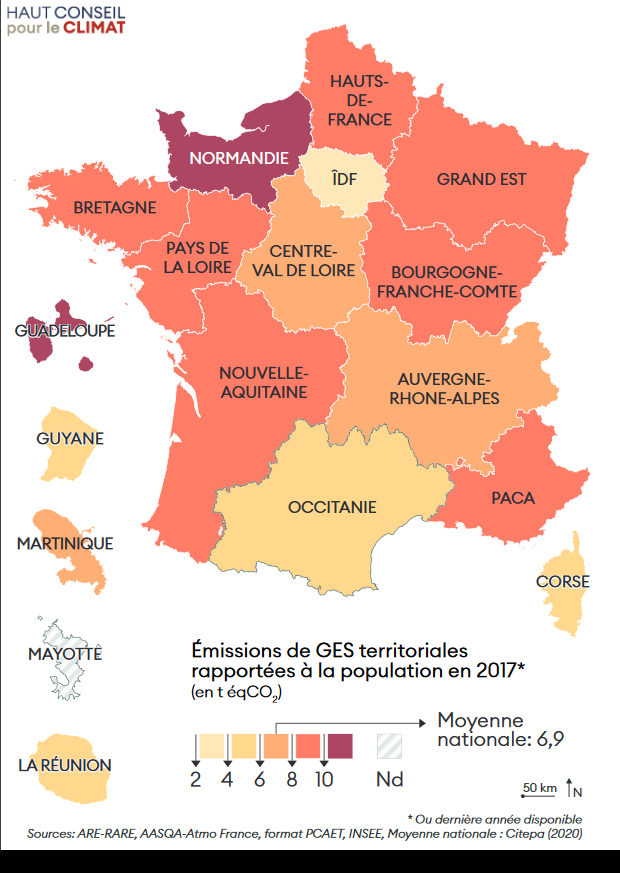 HAUT CONSEIL
pour le CLIMAT
HAUTS-
DE-
FRANCE
NORMANDIE
ÎDF
GRAND EST
BRETAGNE
PAYS DE
LA LOIRE
CENTRE-
VAL DE LOIRE
BOURGOGNE-
FRANCHE-COMTE
GUADELOUPE
NOUVELLE-
AQUITAINE
AUVERGNE-
RHONE-ALPES
GUYANE
OCCITANIE
PACA
MARTINIQUE
CORSE
MAYOTTE
Émissions de GES territoriales
rapportées à la population en 2017*
(en t éqCO₂)
Moyenne
nationale: 6,9
LA RÉUNION
2 4 6 8 10 Nd
50 km N
* Ou dernière année disponible
Sources: ARE-RARE, AASQA-Atmo France, format PCAET, INSEE, Moyenne nationale : Citepa (2020)